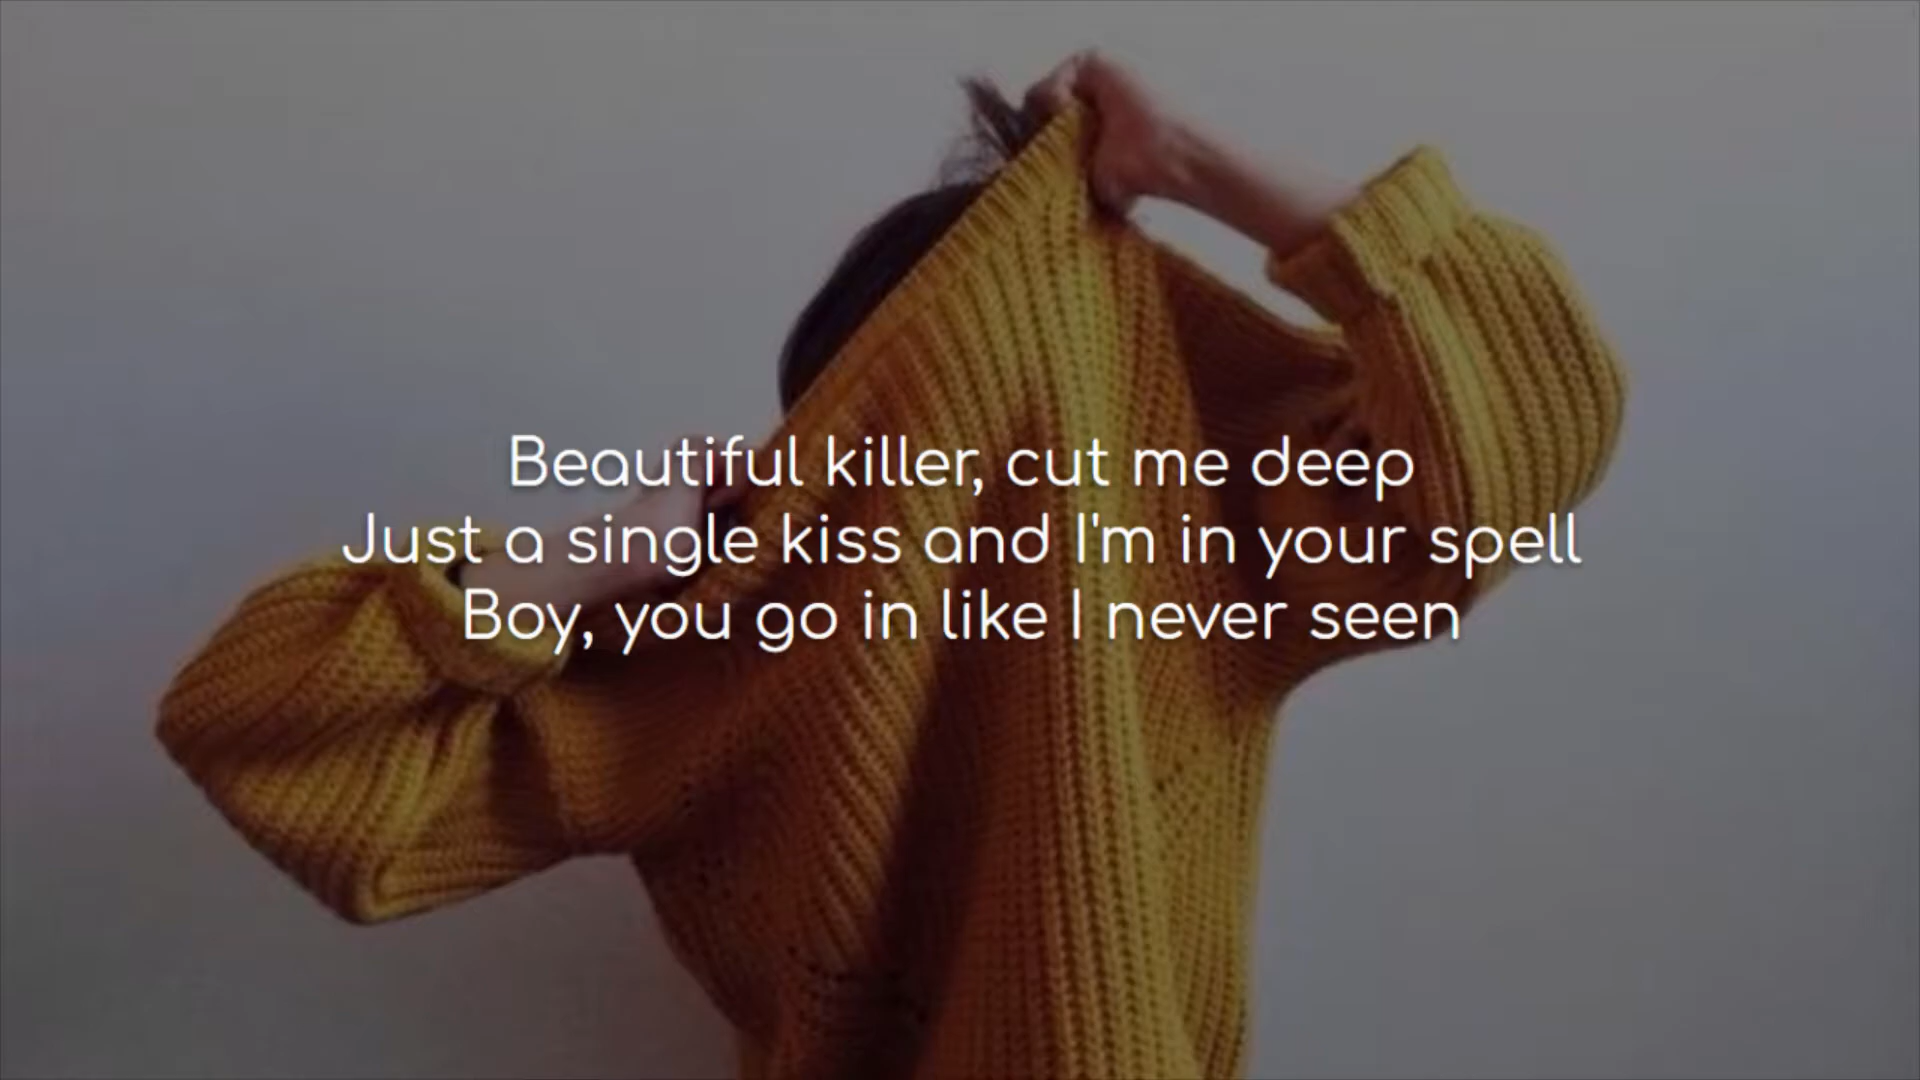 Beautiful killer, cut me deep
Just a single kiss and I'm in your spell
Boy, you go in like I never seen